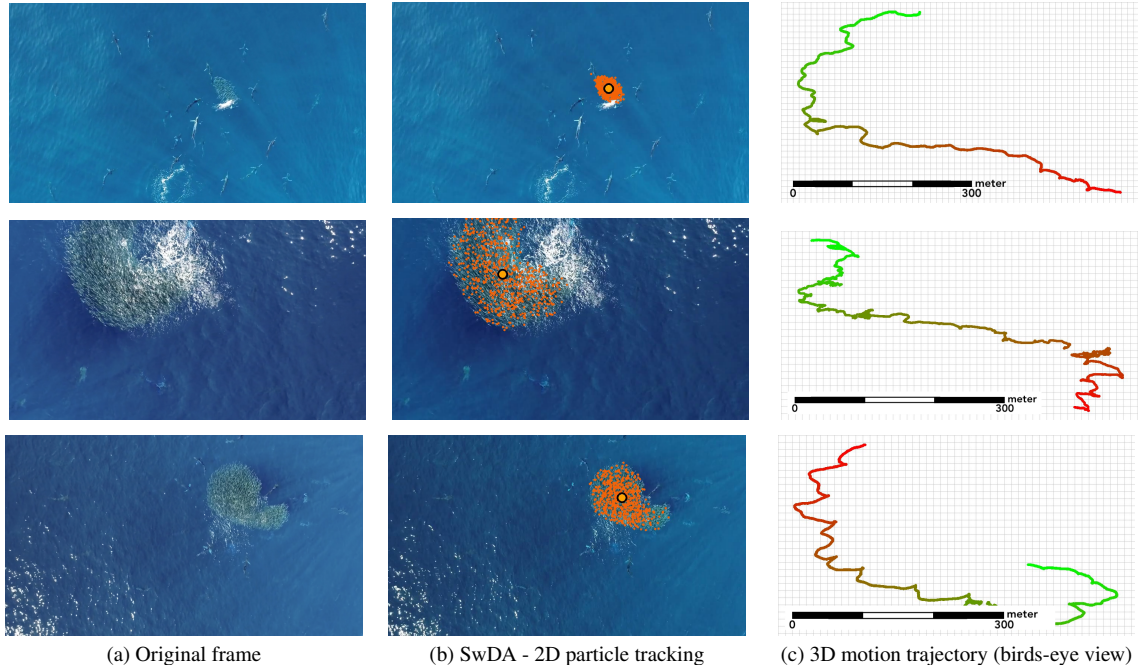 0 300 meter
0 300 meter
0 300 meter
(a) Original frame (b) SwDA - 2D particle tracking (c) 3D motion trajectory (birds-eye view)